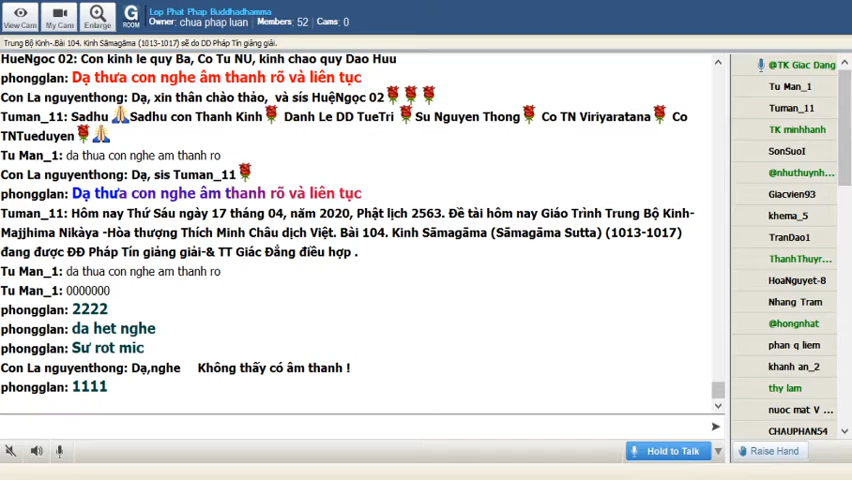 View Cam
My Cam
Enlarge
G
ROOM
Lop Phat Phap Buddhadhamma
Owner: chua phap luan Members: 52 Cams: 0
Trung Bộ Kinh-.Bài 104. Kinh Sāmagāma (1013-1017) sẽ do DD Pháp Tín giảng giải.
HueNgoc 02: Con kinh le quy Ba, Co Tu NU, kinh chao quy Dao Huu
phongglan: Dạ thưa con nghe âm thanh rõ và liên tục
Con La nguyenthong: Dạ, xin thân chào thảo, và sís HuệNgọc 02
Tuman_11: Sadhu Sadhu con Thanh Kinh Danh Le DD TueTri Su Nguyen Thong Co TN Viriyaratana Co
TNTueduyen
Tu Man_1: da thua con nghe am thanh ro
Con La nguyenthong: Dạ, sis Tuman_11
phongglan: Dạ thưa con nghe âm thanh rõ và liên tục
Tuman_11: Hôm nay Thứ Sáu ngày 17 tháng 04, năm 2020, Phật lịch 2563. Đề tài hôm nay Giáo Trình Trung Bộ Kinh-
Majjhima Nikàya -Hòa thượng Thích Minh Châu dịch Việt. Bài 104. Kinh Sāmagāma (Sāmagāma Sutta) (1013-1017)
đang được ĐĐ Pháp Tín giảng giải-& TT Giác Đẳng điều hợp .
Tu Man_1: da thua con nghe am thanh ro
Tu Man_1: 0000000
phongglan: 2222
phongglan: da het nghe
phongglan: Sư rot mic
Con La nguyenthong: Dạ,nghe Không thấy có âm thanh !
phongglan: 1111
Hold to Talk
@TK Giac Dang
Tu Man_1
Tuman_11
TK minhhanh
SonSuoI
@nhuthuynh...
Giacvien93
khema_5
TranDao1
ThanhThuyr...
HoaNguyet-8
Nhang Tram
@hongnhat
phan q liem
khanh an_2
thy lam
nuoc mat V ...
CHAUPHAN54
Raise Hand